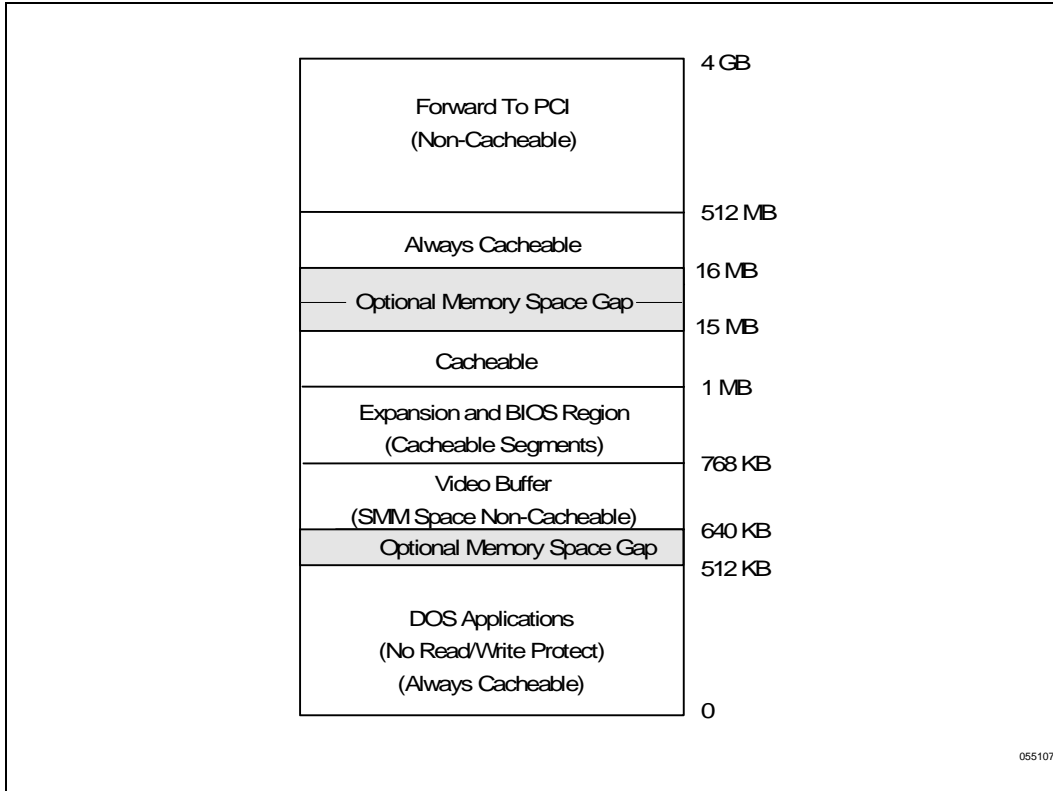 4 GB
Forward To PCI
(Non-Cacheable)
512 MB
Always Cacheable
16 MB
Optional Memory Space Gap
15 MB
Cacheable
1 MB
Expansion and BIOS Region
(Cacheable Segments)
768 KB
Video Buffer
(SMM Space Non-Cacheable)
640 KB
Optional Memory Space Gap
512 KB
DOS Applications
(No Read/Write Protect)
(Always Cacheable)
0
055107